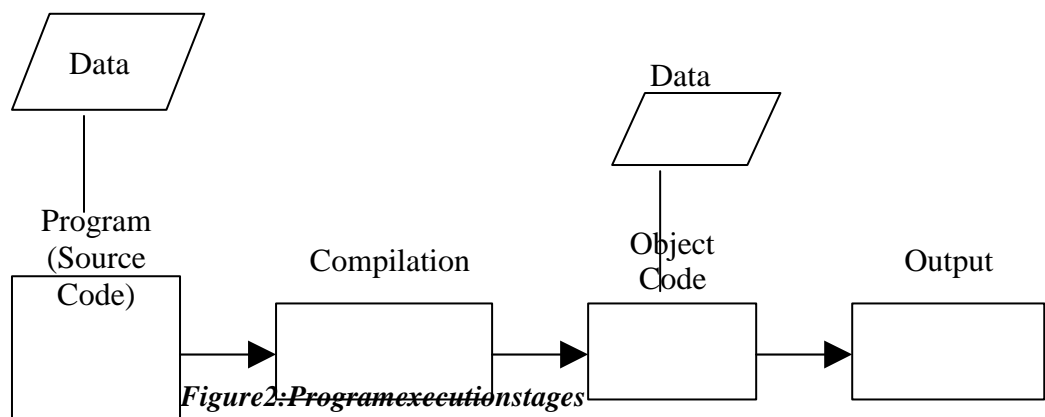 Data
Data
Program
(Source
Code)
Compilation
Object
Code
Output
Figure2:Programexecutionstages